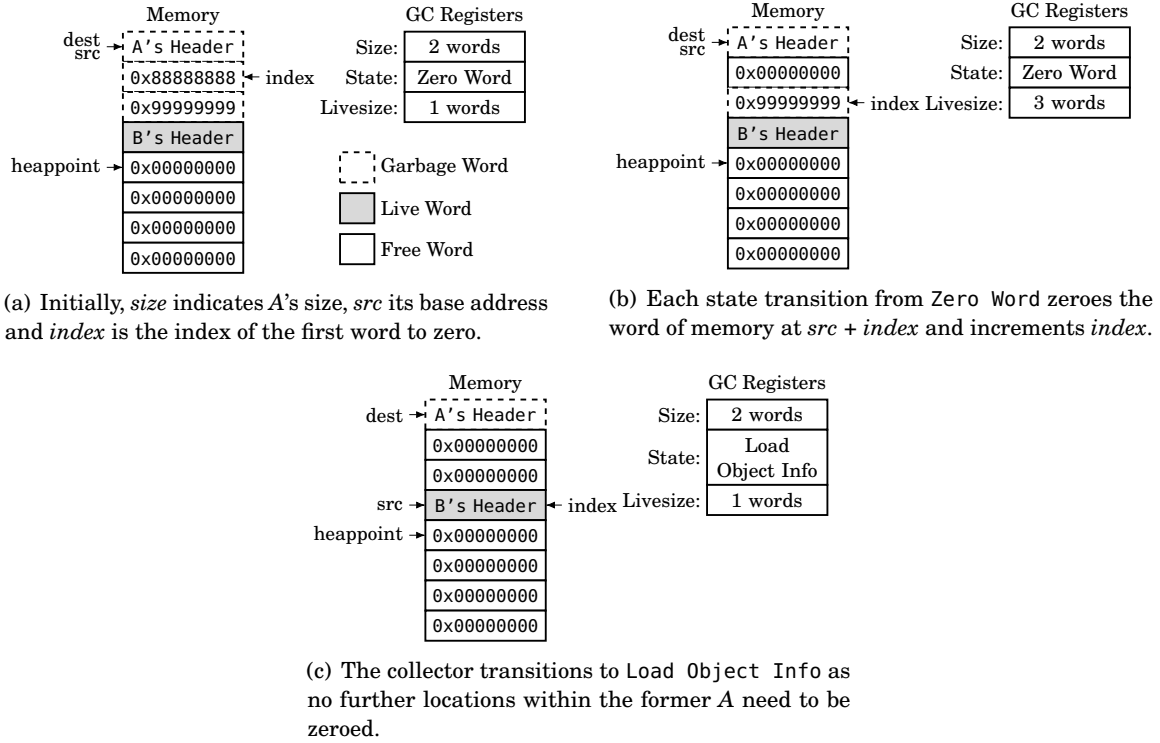 Memory
GC Registers
dest
src
A's Header
0x88888888
index
0x99999999
B's Header
heappoint
0x00000000
0x00000000
0x00000000
0x00000000
Size: 2 words
State: Zero Word
Livesize: 1 words
Garbage Word
Live Word
Free Word
(a) Initially, size indicates A's size, src its base address
and index is the index of the first word to zero.
Memory
GC Registers
dest
src
A's Header
0x00000000
0x99999999
index
B's Header
heappoint
0x00000000
0x00000000
0x00000000
0x00000000
Size: 2 words
State: Zero Word
Livesize: 3 words
(b) Each state transition from Zero Word zeroes the
word of memory at src + index and increments index.
Memory
GC Registers
dest
A's Header
0x00000000
0x00000000
src
B's Header
index
heappoint
0x00000000
0x00000000
0x00000000
0x00000000
Size: 2 words
State: Load
Object Info
Livesize: 1 words
(c) The collector transitions to Load Object Info as
no further locations within the former A need to be
zeroed.